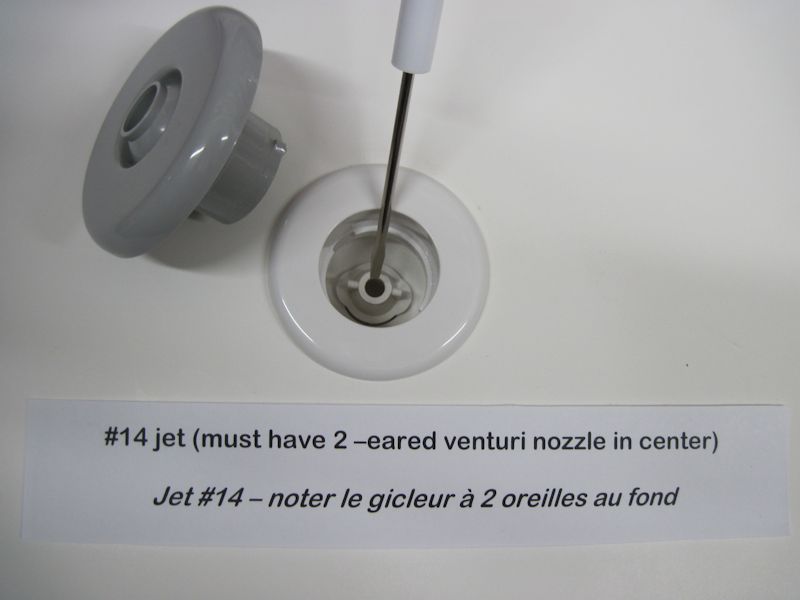 #14 jet (must have 2 –eared venturi nozzle in center)
Jet #14 – noter le gicleur à 2 oreilles au fond